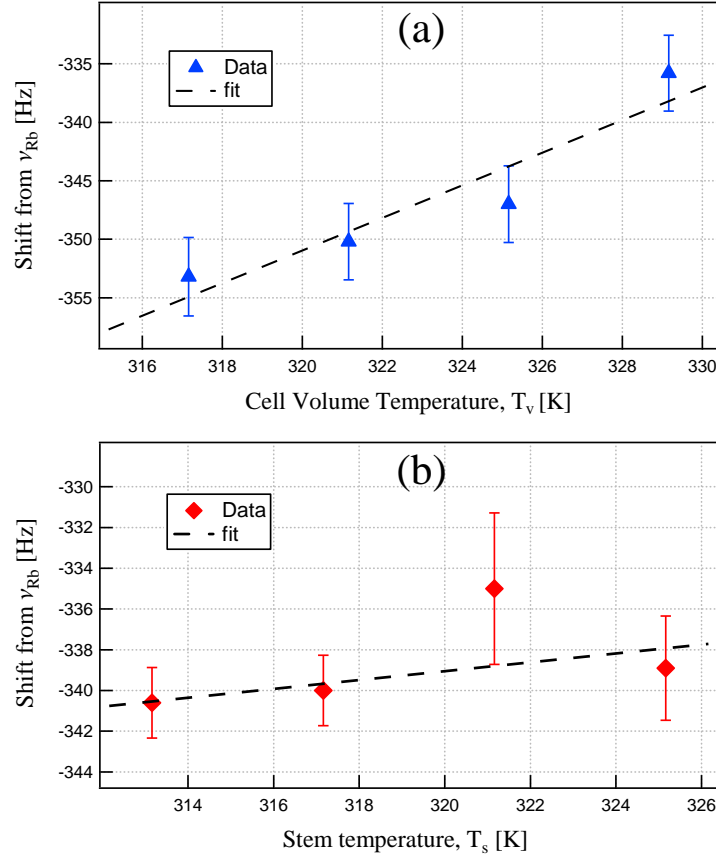 (a)
Data
fit
-335
-340
-345
-350
-355
Shift from νRb [Hz]
316 318 320 322 324 326 328 330
Cell Volume Temperature, Tv [K]
(b)
Data
fit
-330
-332
-334
-336
-338
-340
-342
-344
Shift from νRb [Hz]
314 316 318 320 322 324 326
Stem temperature, Ts [K]